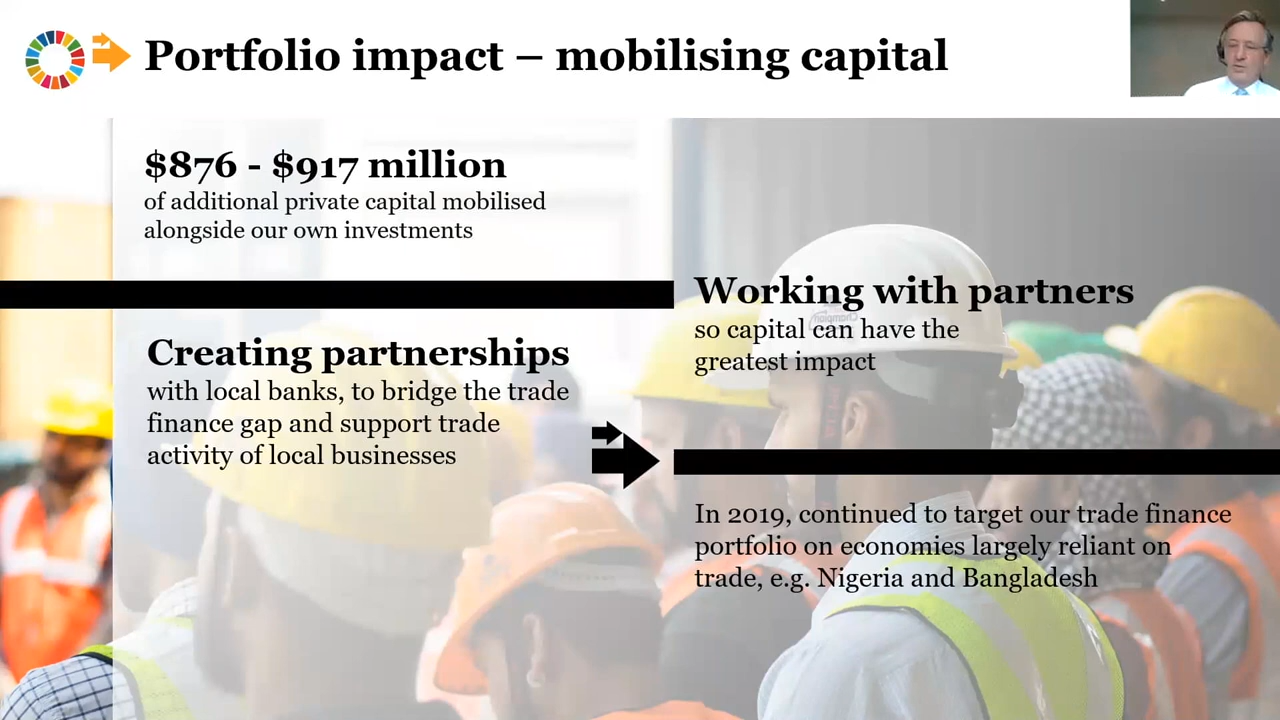 Portfolio impact – mobilising capital
$876 - $917 million
of additional private capital mobilised
alongside our own investments
Creating partnerships
with local banks, to bridge the trade
finance gap and support trade
activity of local businesses
Working with partners
so capital can have the
greatest impact
In 2019, continued to target our trade finance
portfolio on economies largely reliant on
trade, e.g. Nigeria and Bangladesh